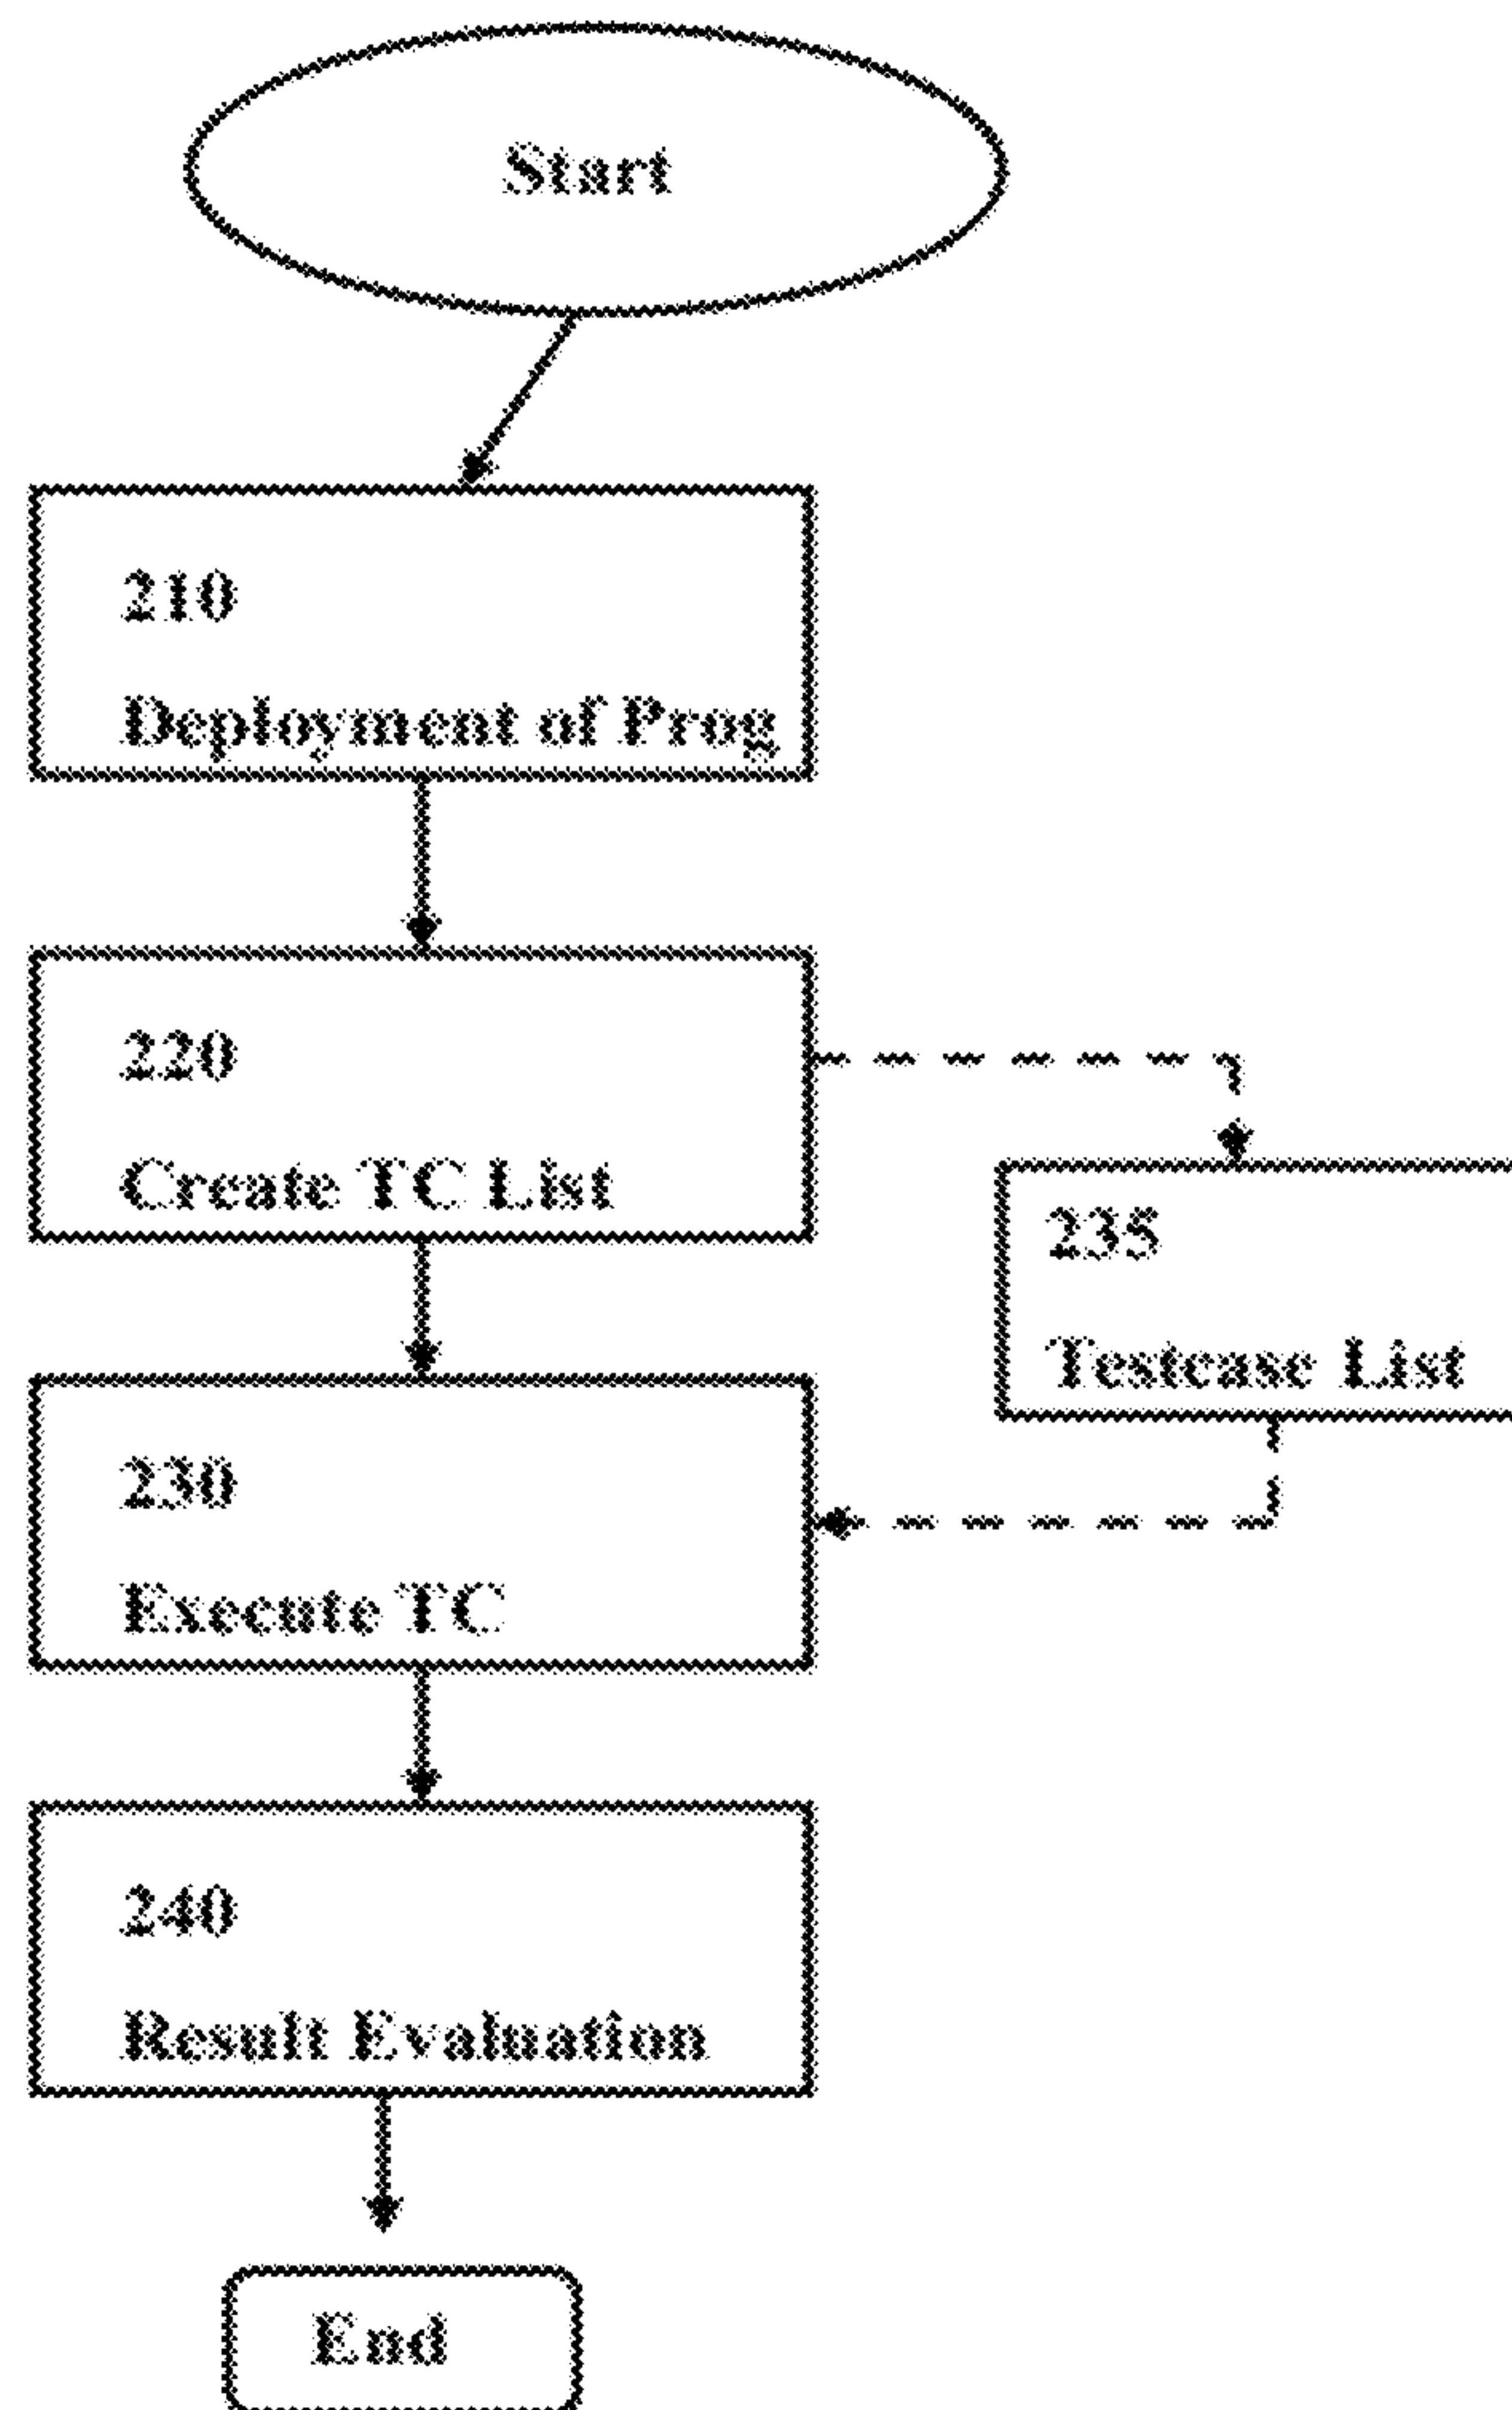 Start
210
Deployment of Prog
220
Create TC List
235
Testcase List
230
Execute TC
240
Result Evaluation
End